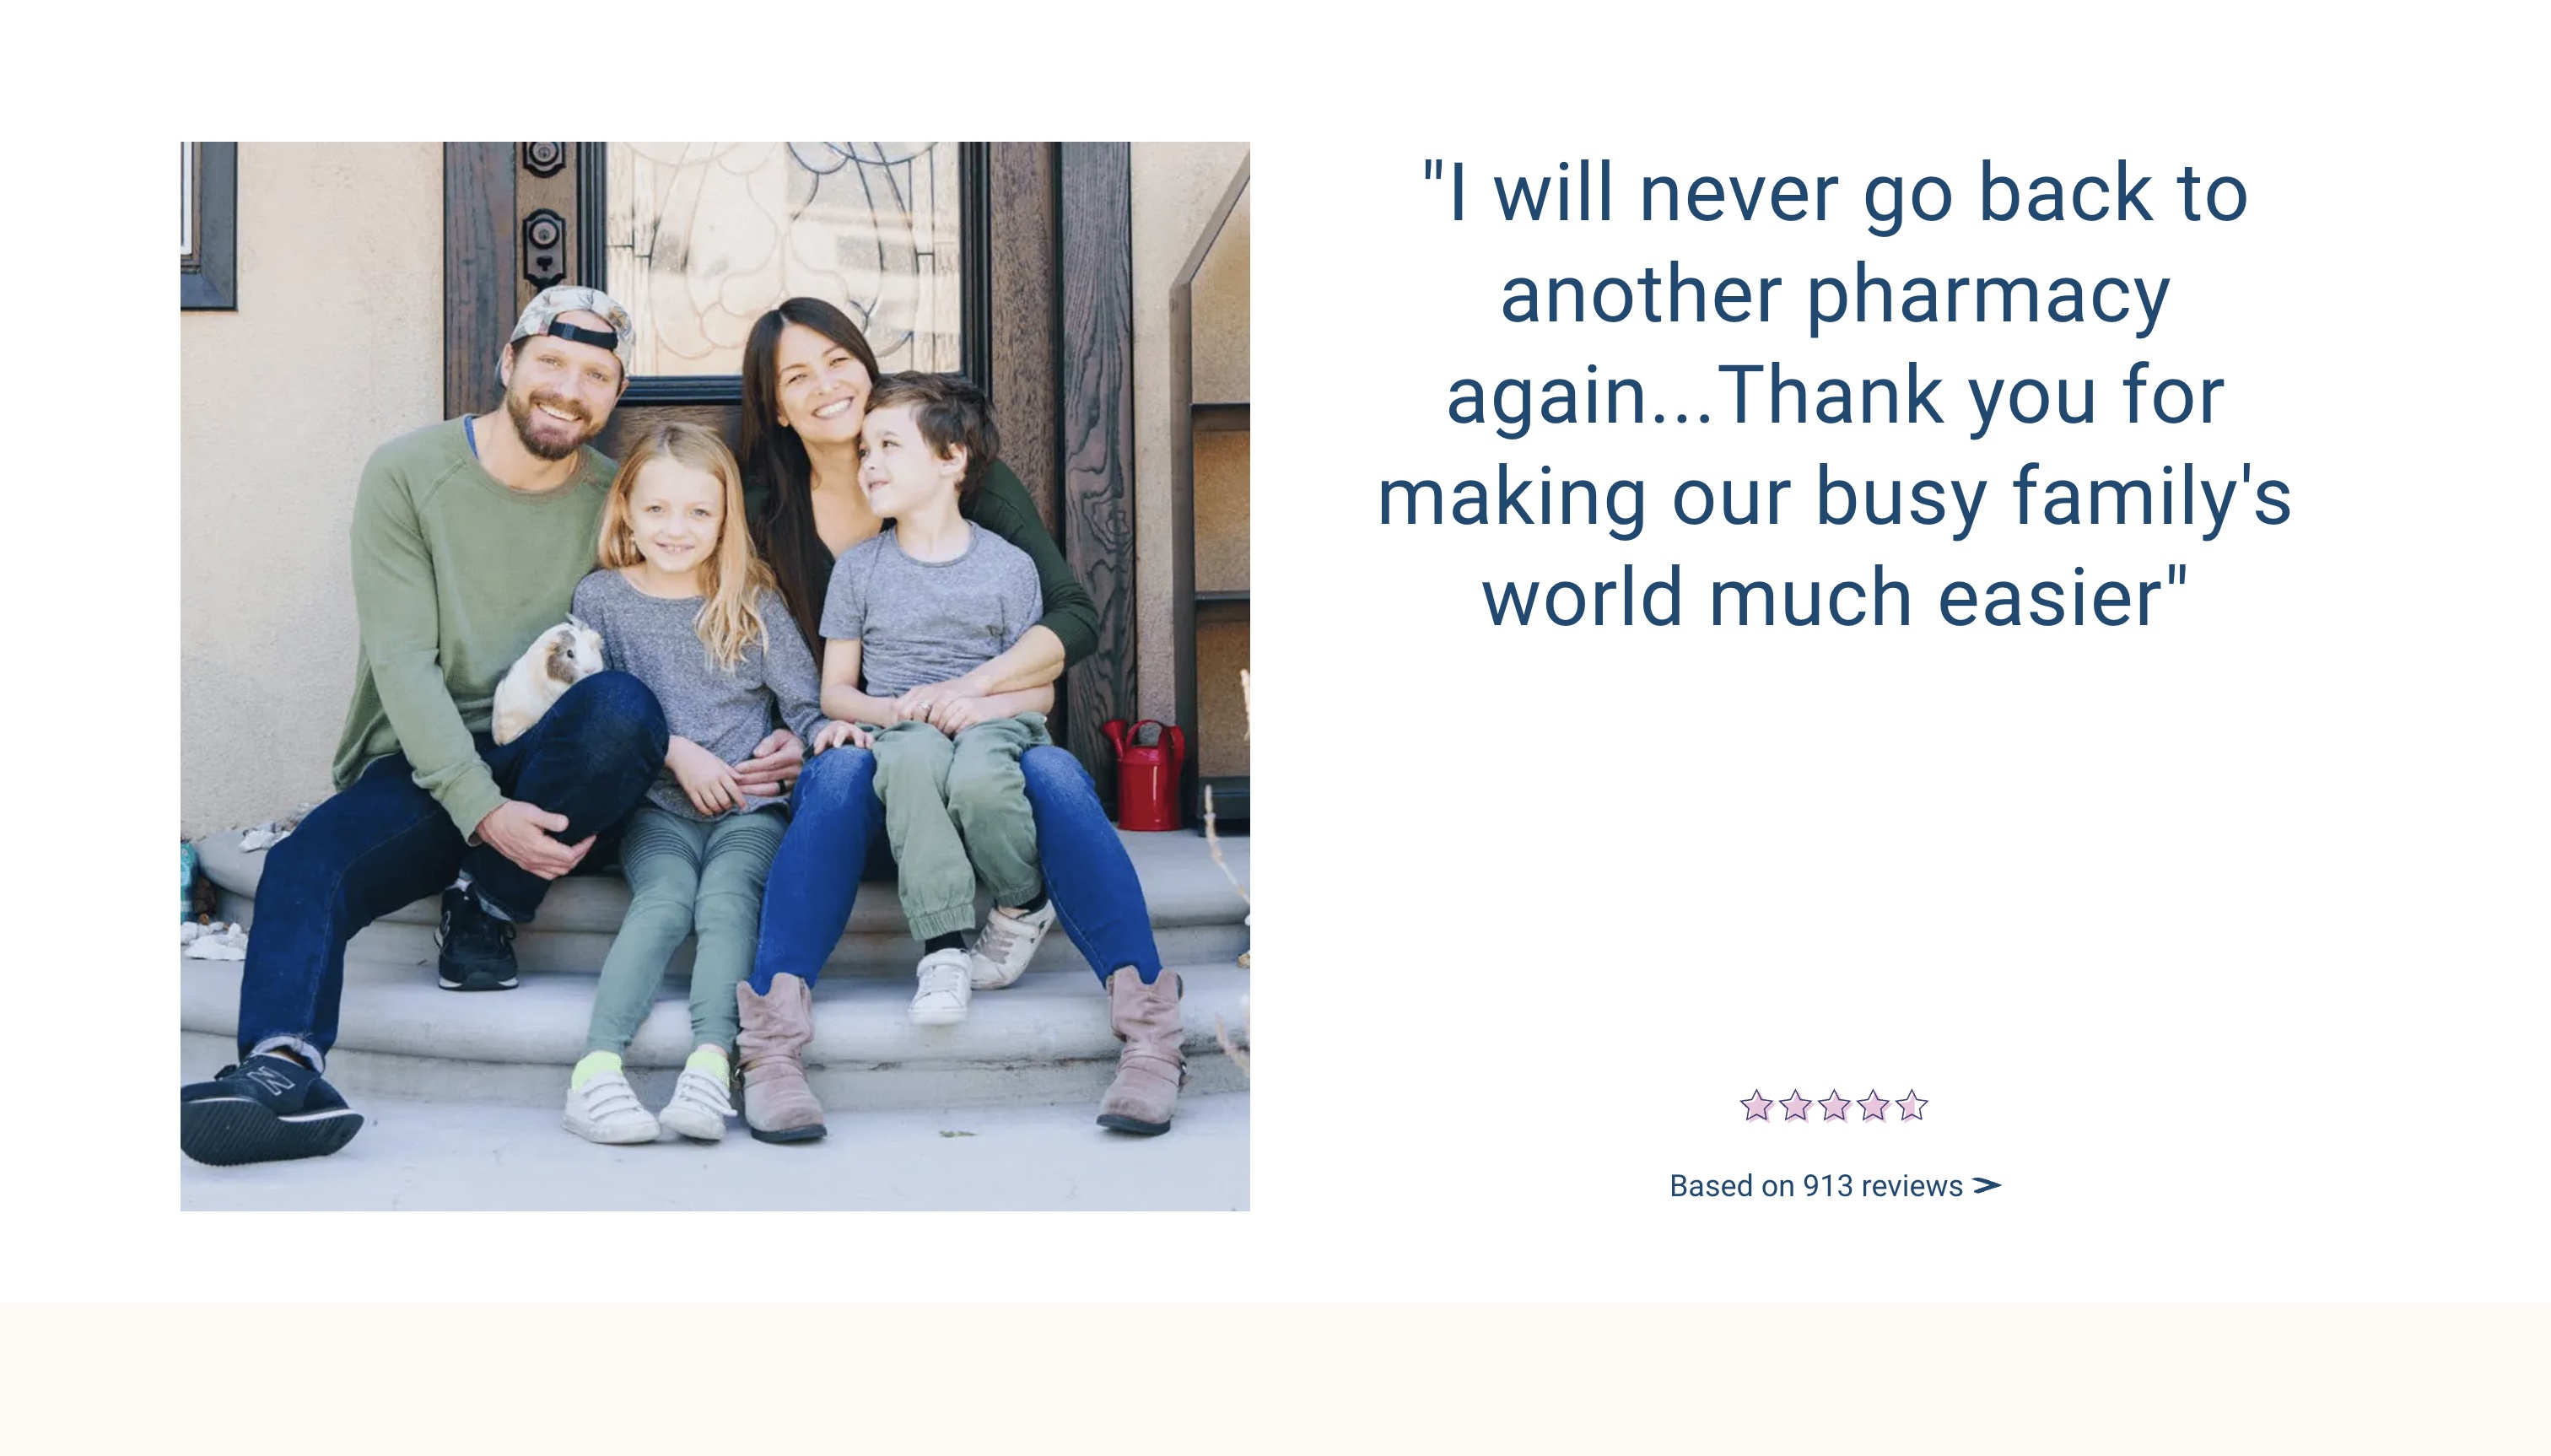 "I will never go back to
another pharmacy
again...Thank you for
making our busy family's
world much easier"
N
Based on 913 reviews >